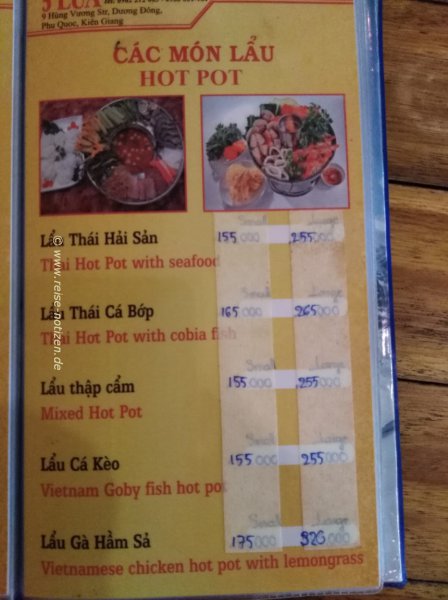 3 LÚA
9 Hùng Vương Str, Dương Đông,
Phu Quoc, Kiên Giang
CÁC MÓN LẨU
HOT POT
Small Large
Lẩu Thái Hải Sản 155,000 255,000
Thai Hot Pot with seafood
Small Large
Lẩu Thái Cá Bớp 165,000 265,000
Thai Hot Pot with cobia fish
Small Large
Lẩu thập cẩm 155,000 255,000
Mixed Hot Pot
Small Large
Lẩu Cá Kèo 155,000 255,000
Vietnam Goby fish hot pot
Small Large
Lẩu Gà Hầm Sả 175,000
Vietnamese chicken hot pot with lemongrass
© www.reise-notizen.de